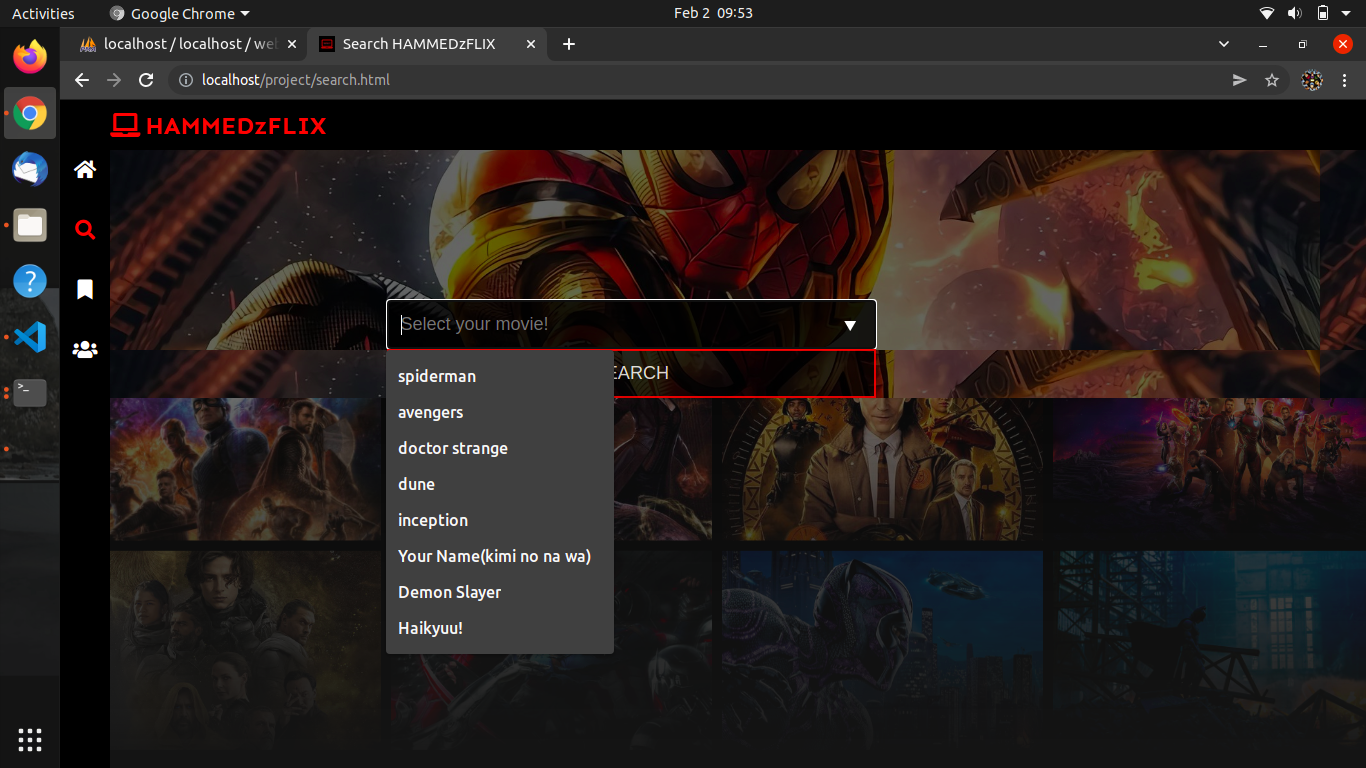 Activities
Google Chrome
Feb 2 09:53
localhost / localhost / we
Search HAMMEDzFLIX
localhost/project/search.html
HAMMEDzFLIX
Select your movie!
EARCH
spiderman
avengers
doctor strange
dune
inception
Your Name(kimi no na wa)
Demon Slayer
Haikyuu!